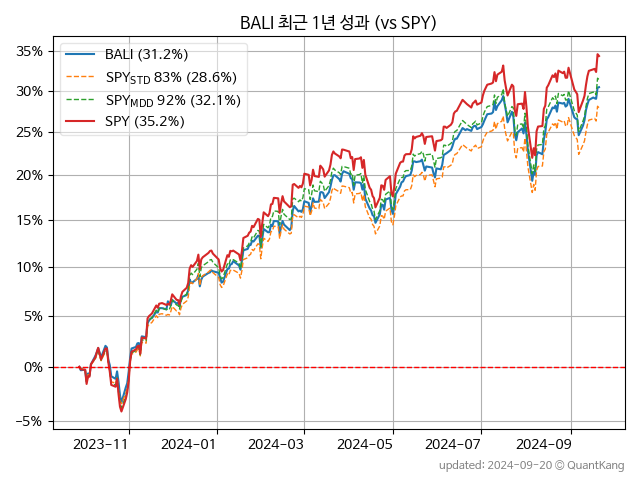 BALI 최근 1년 성과 (vs SPY)
BALI (31.2%)
SPY_STD 83% (28.6%)
SPY_MDD 92% (32.1%)
SPY (35.2%)
35%
30%
25%
20%
15%
10%
5%
0%
−5%
2023-11 2024-01 2024-03 2024-05 2024-07 2024-09
updated: 2024-09-20 © QuantKang